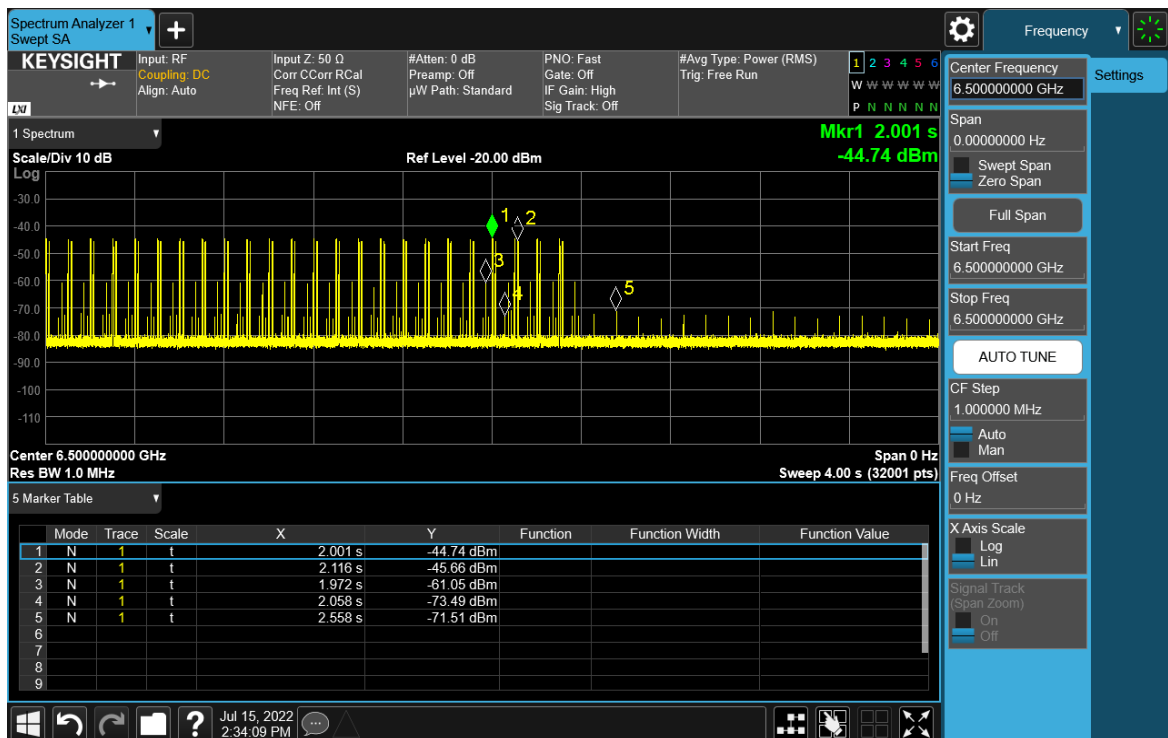 Spectrum Analyzer 1
Swept SA
Frequency
KEYSIGHT
LXI
Input: RF
Coupling: DC
Align: Auto
Input Z: 50 Ω
Corr CCorr RCal
Freq Ref: Int (S)
NFE: Off
#Atten: 0 dB
Preamp: Off
µW Path: Standard
PNO: Fast
Gate: Off
IF Gain: High
Sig Track: Off
#Avg Type: Power (RMS)
Trig: Free Run
1 2 3 4 5 6
W W W W W W
P N N N N N
1 Spectrum
Mkr1 2.001 s
-44.74 dBm
Scale/Div 10 dB
Ref Level -20.00 dBm
Log
-30.0
-40.0
-50.0
-60.0
-70.0
-80.0
-90.0
-100
-110
1
2
3
4
5
Center 6.500000000 GHz
Span 0 Hz
Res BW 1.0 MHz
Sweep 4.00 s (32001 pts)
5 Marker Table
Mode Trace Scale X Y Function Function Width Function Value
1 N 1 t 2.001 s -44.74 dBm
2 N 1 t 2.116 s -45.66 dBm
3 N 1 t 1.972 s -61.05 dBm
4 N 1 t 2.058 s -73.49 dBm
5 N 1 t 2.558 s -71.51 dBm
6
7
8
9
Jul 15, 2022
2:34:09 PM
Center Frequency
6.500000000 GHz
Settings
Span
0.00000000 Hz
Swept Span
Zero Span
Full Span
Start Freq
6.500000000 GHz
Stop Freq
6.500000000 GHz
AUTO TUNE
CF Step
1.000000 MHz
Auto
Man
Freq Offset
0 Hz
X Axis Scale
Log
Lin
Signal Track
(Span Zoom)
On
Off